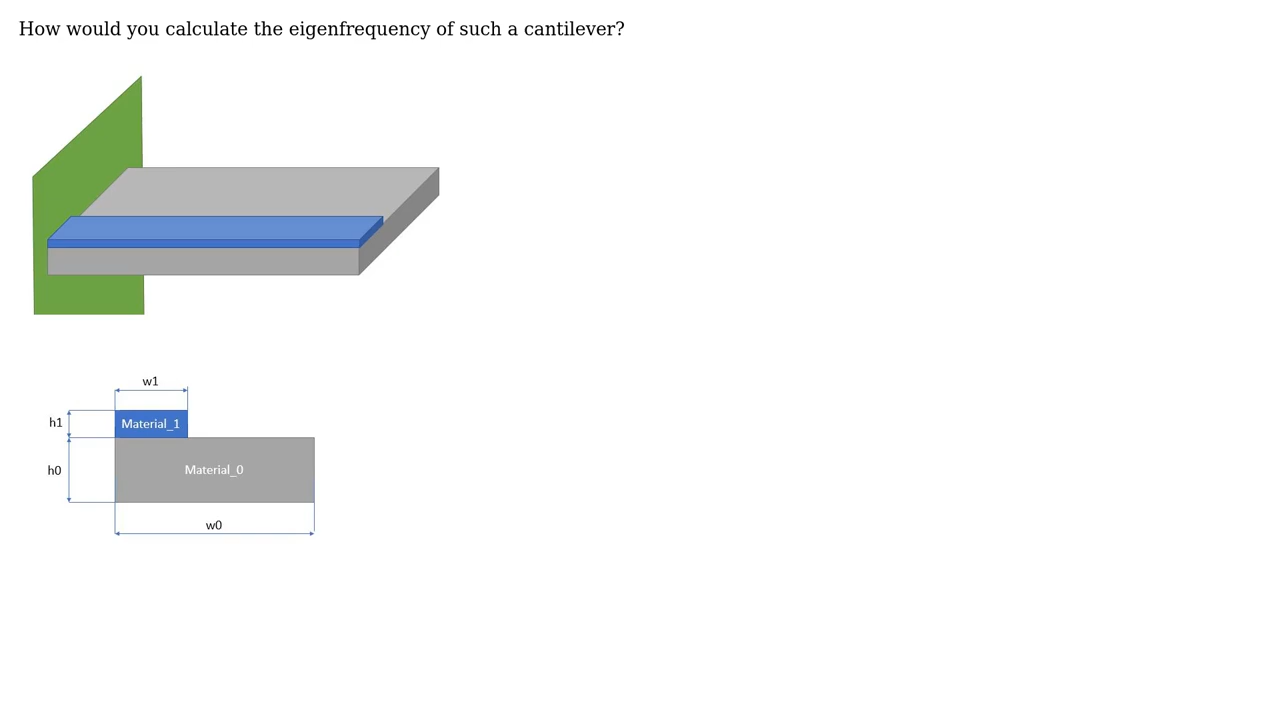 How would you calculate the eigenfrequency of such a cantilever?
w1
h1
Material_1
h0
Material_0
w0